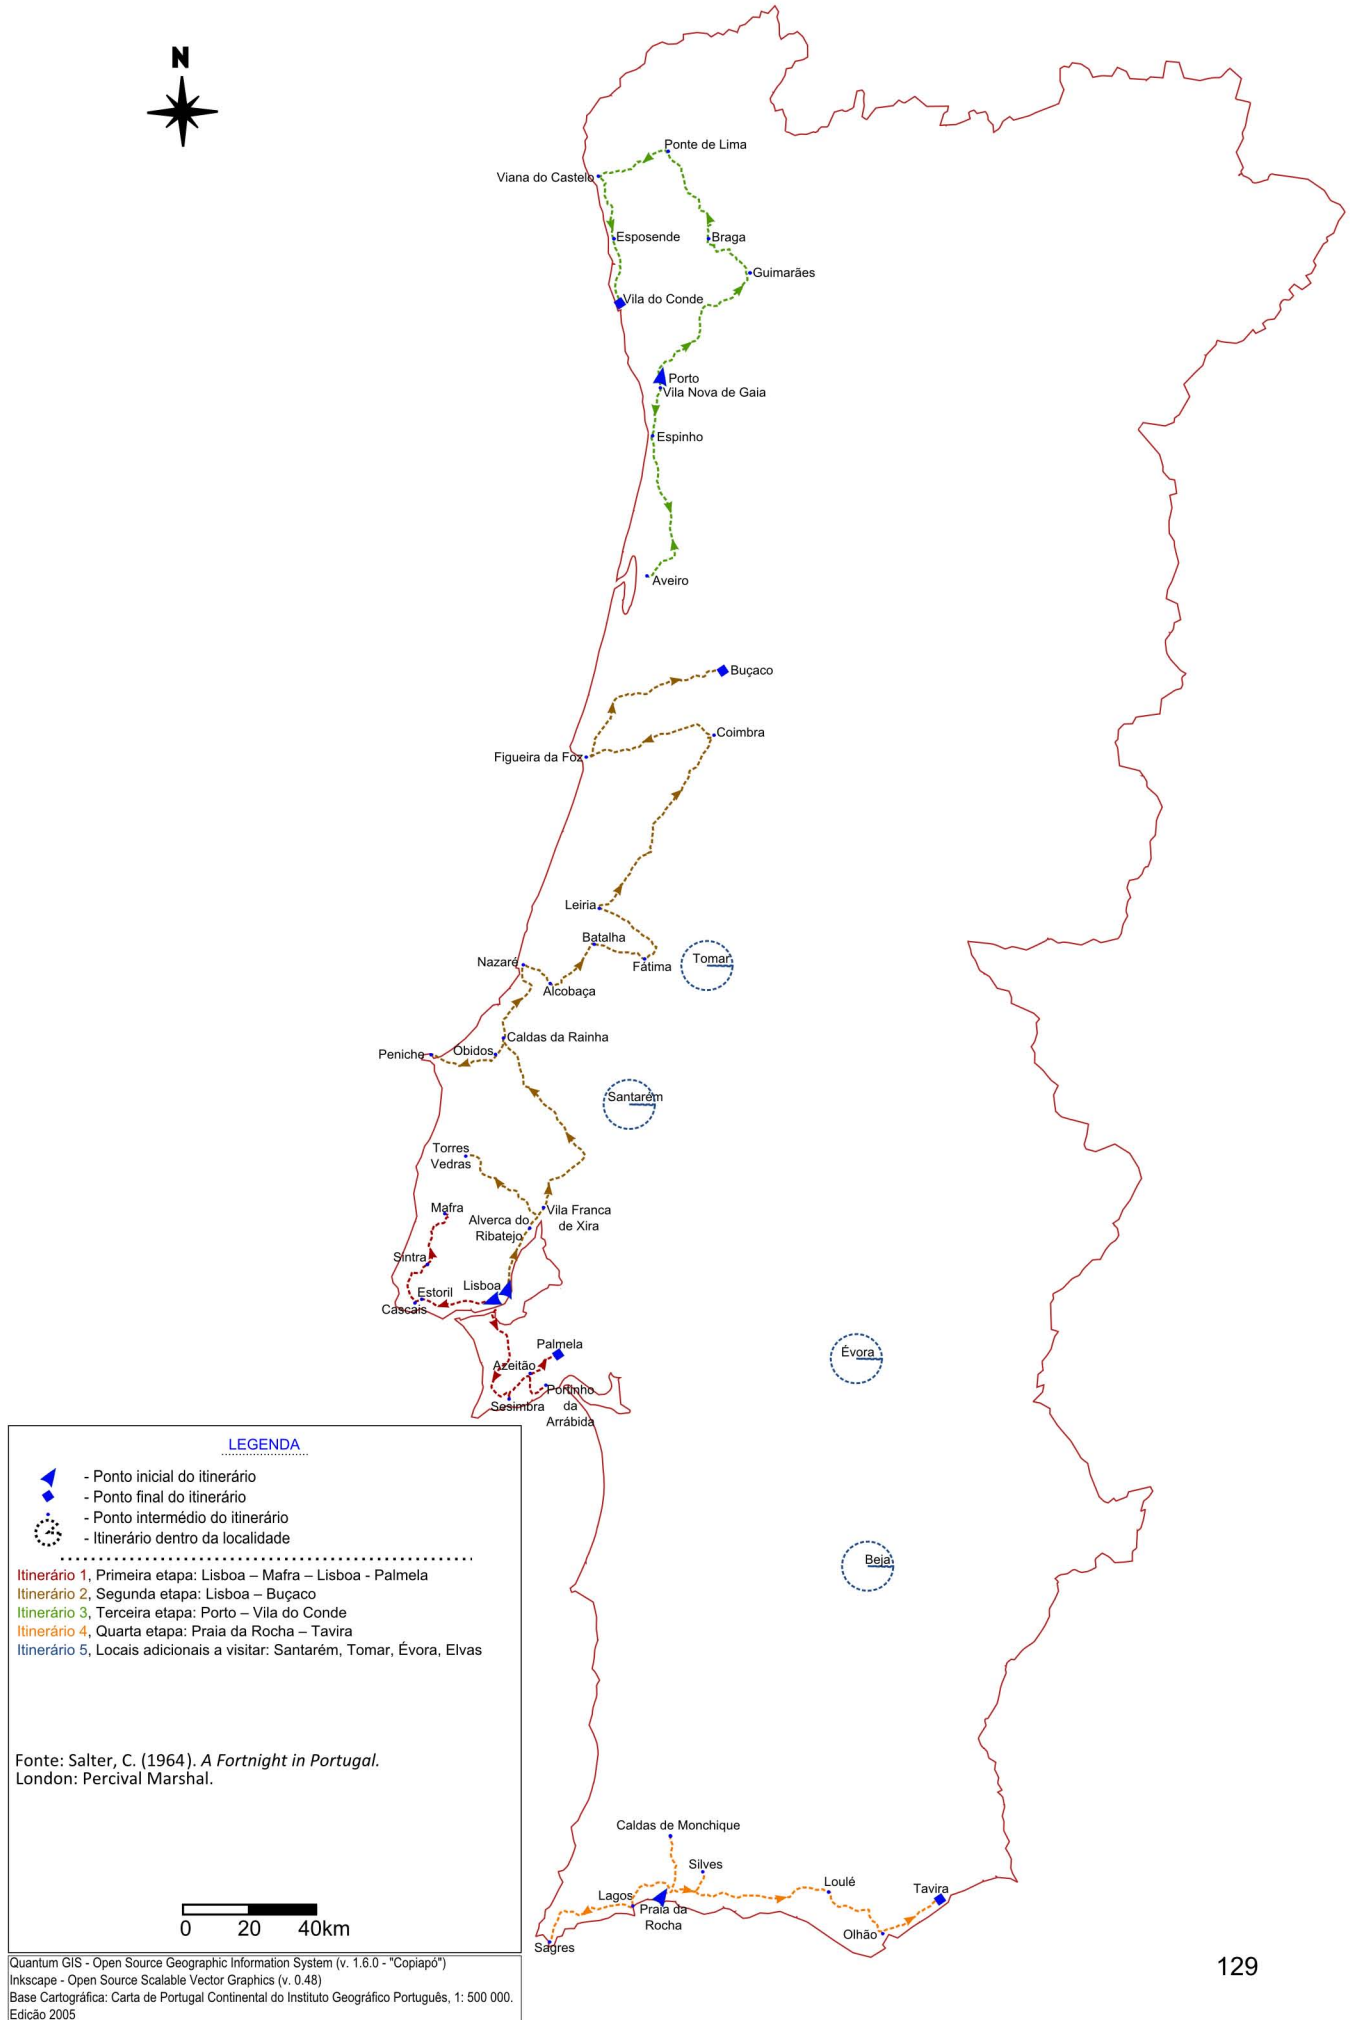 N
Ponte de Lima
Viana do Castelo
Esposende
Braga
Guimarães
Vila do Conde
Porto
Vila Nova de Gaia
Espinho
Aveiro
Buçaco
Coimbra
Figueira da Foz
Leiria
Batalha
Nazaré
Fátima
Tomar
Alcobaça
Caldas da Rainha
Peniche
Óbidos
Santarém
Torres
Vedras
Mafra
Vila Franca
de Xira
Alverca do
Ribatejo
Sintra
Lisboa
Estoril
Cascais
Palmela
Évora
Azeitão
Portinho
da
Arrábida
Sesimbra
LEGENDA
- Ponto inicial do itinerário
- Ponto final do itinerário
- Ponto intermédio do itinerário
- Itinerário dentro da localidade
Beja
Itinerário 1, Primeira etapa: Lisboa – Mafra – Lisboa - Palmela
Itinerário 2, Segunda etapa: Lisboa – Buçaco
Itinerário 3, Terceira etapa: Porto – Vila do Conde
Itinerário 4, Quarta etapa: Praia da Rocha – Tavira
Itinerário 5, Locais adicionais a visitar: Santarém, Tomar, Évora, Elvas
Fonte: Salter, C. (1964). A Fortnight in Portugal.
London: Percival Marshal.
Caldas de Monchique
Silves
Loulé
Tavira
Lagos
Praia da
Rocha
Olhão
Sagres
0 20 40km
129
Quantum GIS - Open Source Geographic Information System (v. 1.6.0 - "Copiapó")
Inkscape - Open Source Scalable Vector Graphics (v. 0.48)
Base Cartográfica: Carta de Portugal Continental do Instituto Geográfico Português, 1: 500 000.
Edição 2005